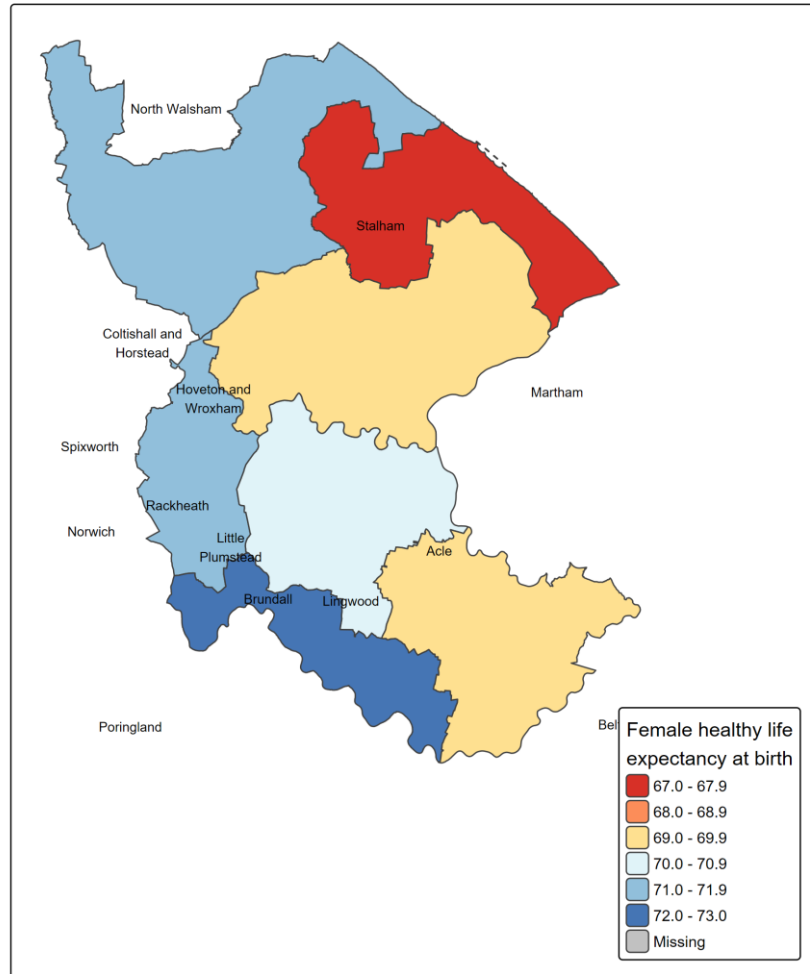 North Walsham
Stalham
Coltishall and
Horstead
Hoveton and
Wroxham
Martham
Spixworth
Rackheath
Norwich
Little
Plumstead
Acle
Brundall
Lingwood
Poringland
Bel
Female healthy life
expectancy at birth
67.0 - 67.9
68.0 - 68.9
69.0 - 69.9
70.0 - 70.9
71.0 - 71.9
72.0 - 73.0
Missing